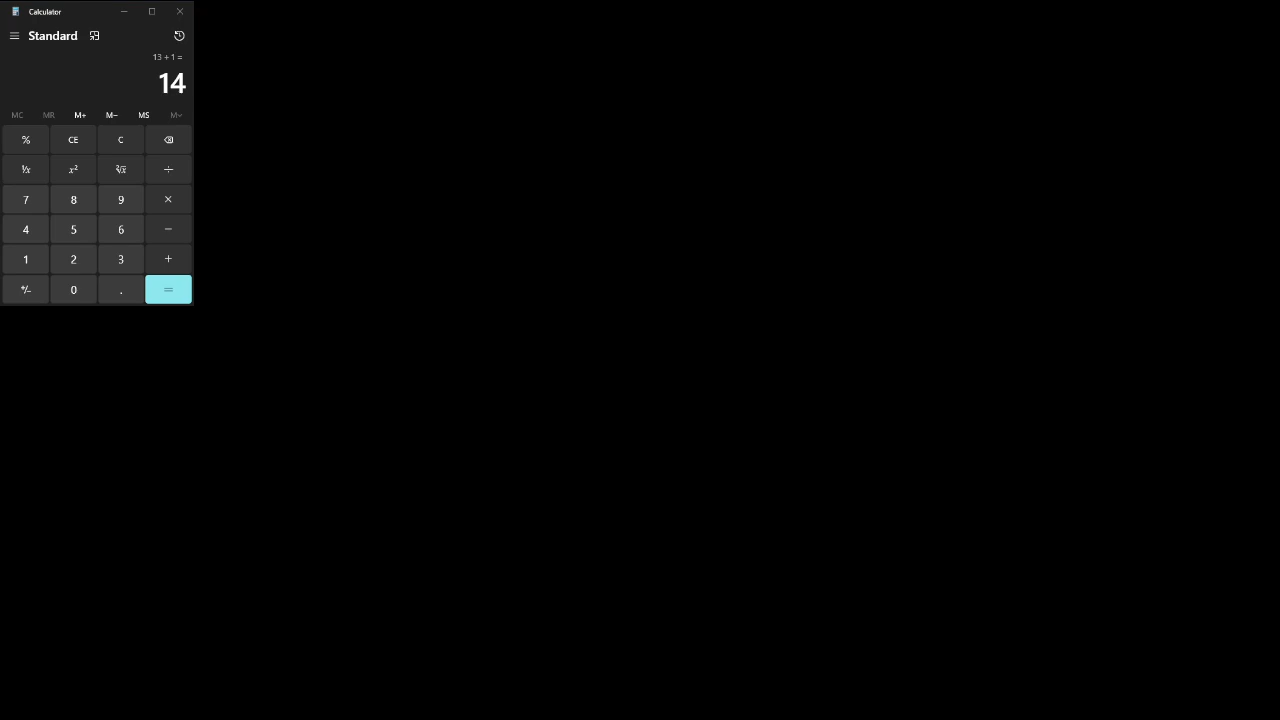 Calculator
Standard
13 + 1 =
14
MC MR M+ M− MS M
% CE C
⅟x x² ²√x ÷
7 8 9 ×
4 5 6 −
1 2 3 +
+/− 0 . =